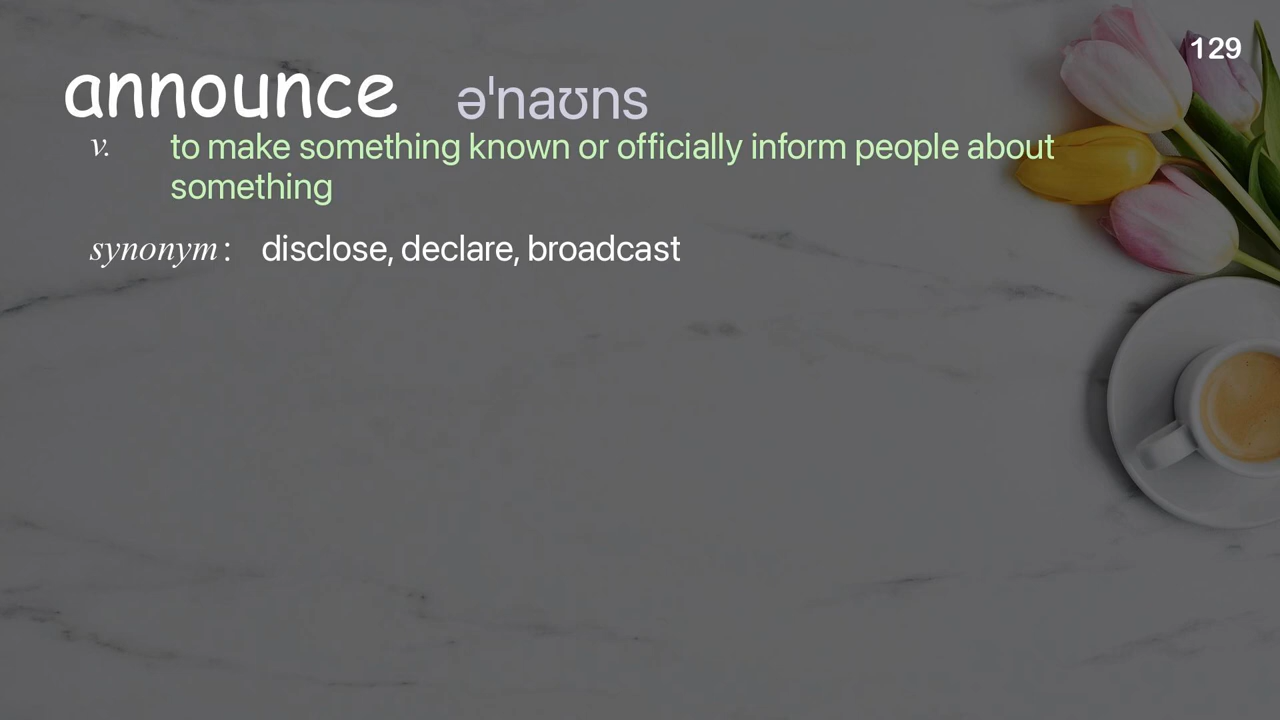 129
announce əˈnaʊns
v. to make something known or officially inform people about
something
synonym : disclose, declare, broadcast